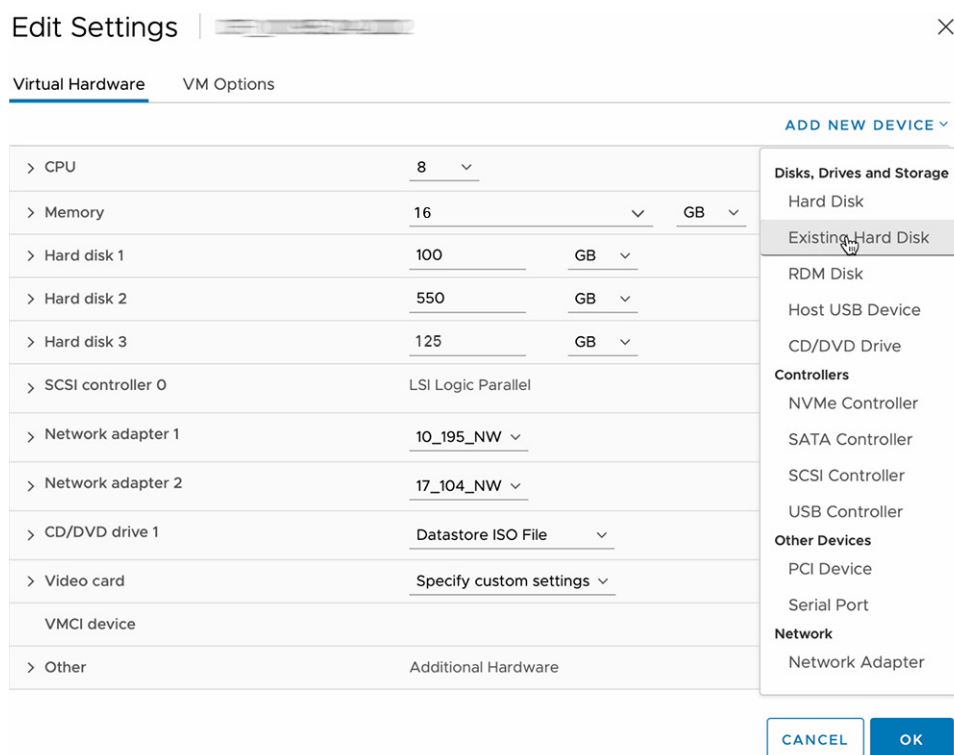 Edit Settings
Virtual Hardware VM Options
ADD NEW DEVICE
CPU 8
Memory 16 GB
Hard disk 1 100 GB
Hard disk 2 550 GB
Hard disk 3 125 GB
SCSI controller 0 LSI Logic Parallel
Network adapter 1 10_195_NW
Network adapter 2 17_104_NW
CD/DVD drive 1 Datastore ISO File
Video card Specify custom settings
VMCI device
Other Additional Hardware
Disks, Drives and Storage
Hard Disk
Existing Hard Disk
RDM Disk
Host USB Device
CD/DVD Drive
Controllers
NVMe Controller
SATA Controller
SCSI Controller
USB Controller
Other Devices
PCI Device
Serial Port
Network
Network Adapter
CANCEL OK